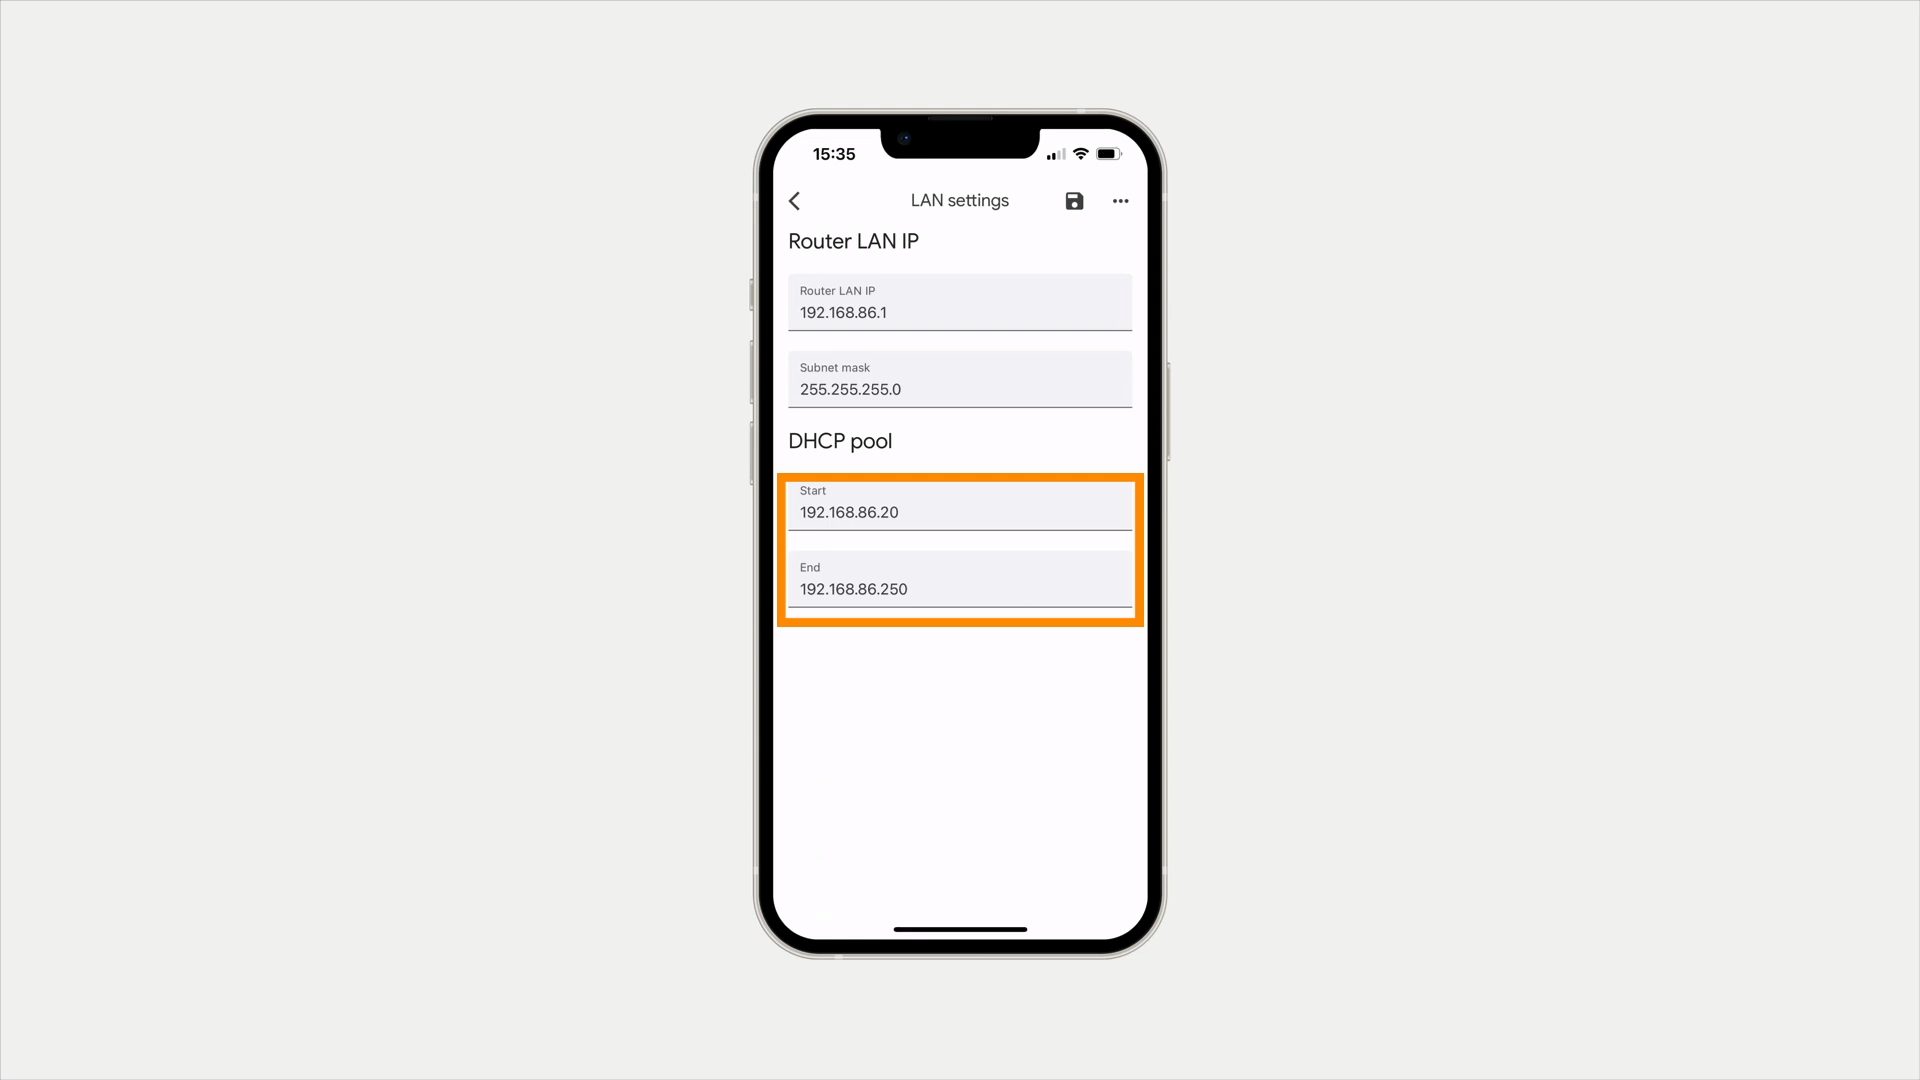 15:35
LAN settings
Router LAN IP
Router LAN IP
192.168.86.1
Subnet mask
255.255.255.0
DHCP pool
Start
192.168.86.20
End
192.168.86.250